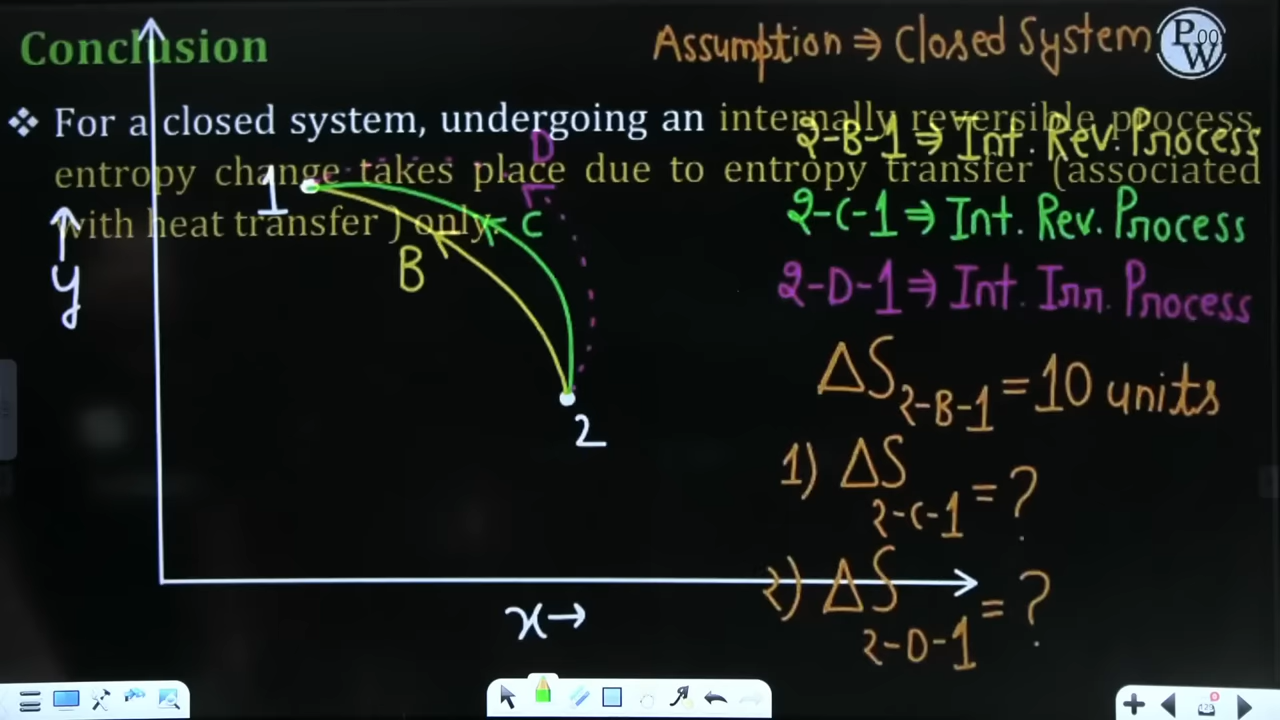 Conclusion
Assumption ⇒ Closed System
P W OO
❖ For a closed system, undergoing an internally reversible process,
entropy change takes place due to entropy transfer (associated
with heat transfer ) only.
2-B-1 ⇒ Int. Rev. Process
2-C-1 ⇒ Int. Rev. Process
2-D-1 ⇒ Int. Irr. Process
D
1
C
B
2
y
x→
ΔS2-B-1 = 10 units
1) ΔS2-C-1 = ?
2) ΔS2-D-1 = ?